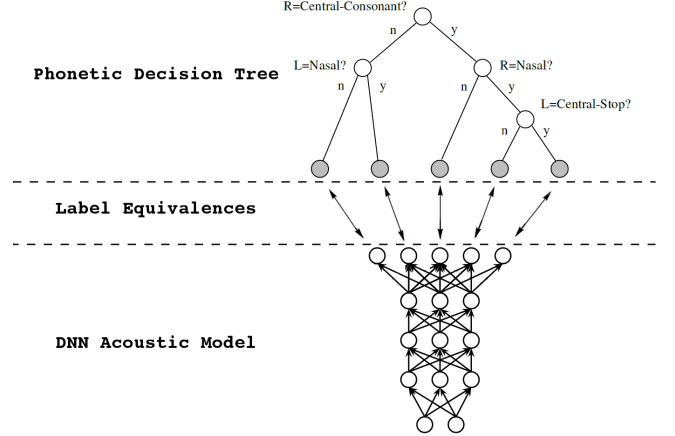 R=Central-Consonant?
n
y
Phonetic Decision Tree
L=Nasal?
R=Nasal?
n
y
n
y
L=Central-Stop?
n
y
Label Equivalences
DNN Acoustic Model